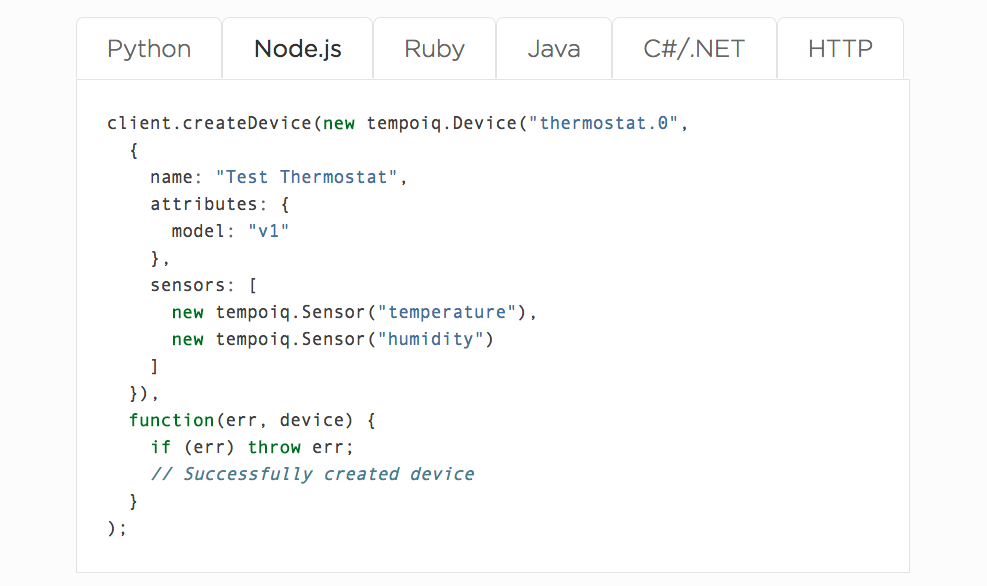 Python Node.js Ruby Java C#/.NET HTTP
client.createDevice(new tempoiq.Device("thermostat.0",
  {
    name: "Test Thermostat",
    attributes: {
      model: "v1"
    },
    sensors: [
      new tempoiq.Sensor("temperature"),
      new tempoiq.Sensor("humidity")
    ]
  }),
  function(err, device) {
    if (err) throw err;
    // Successfully created device
  }
);